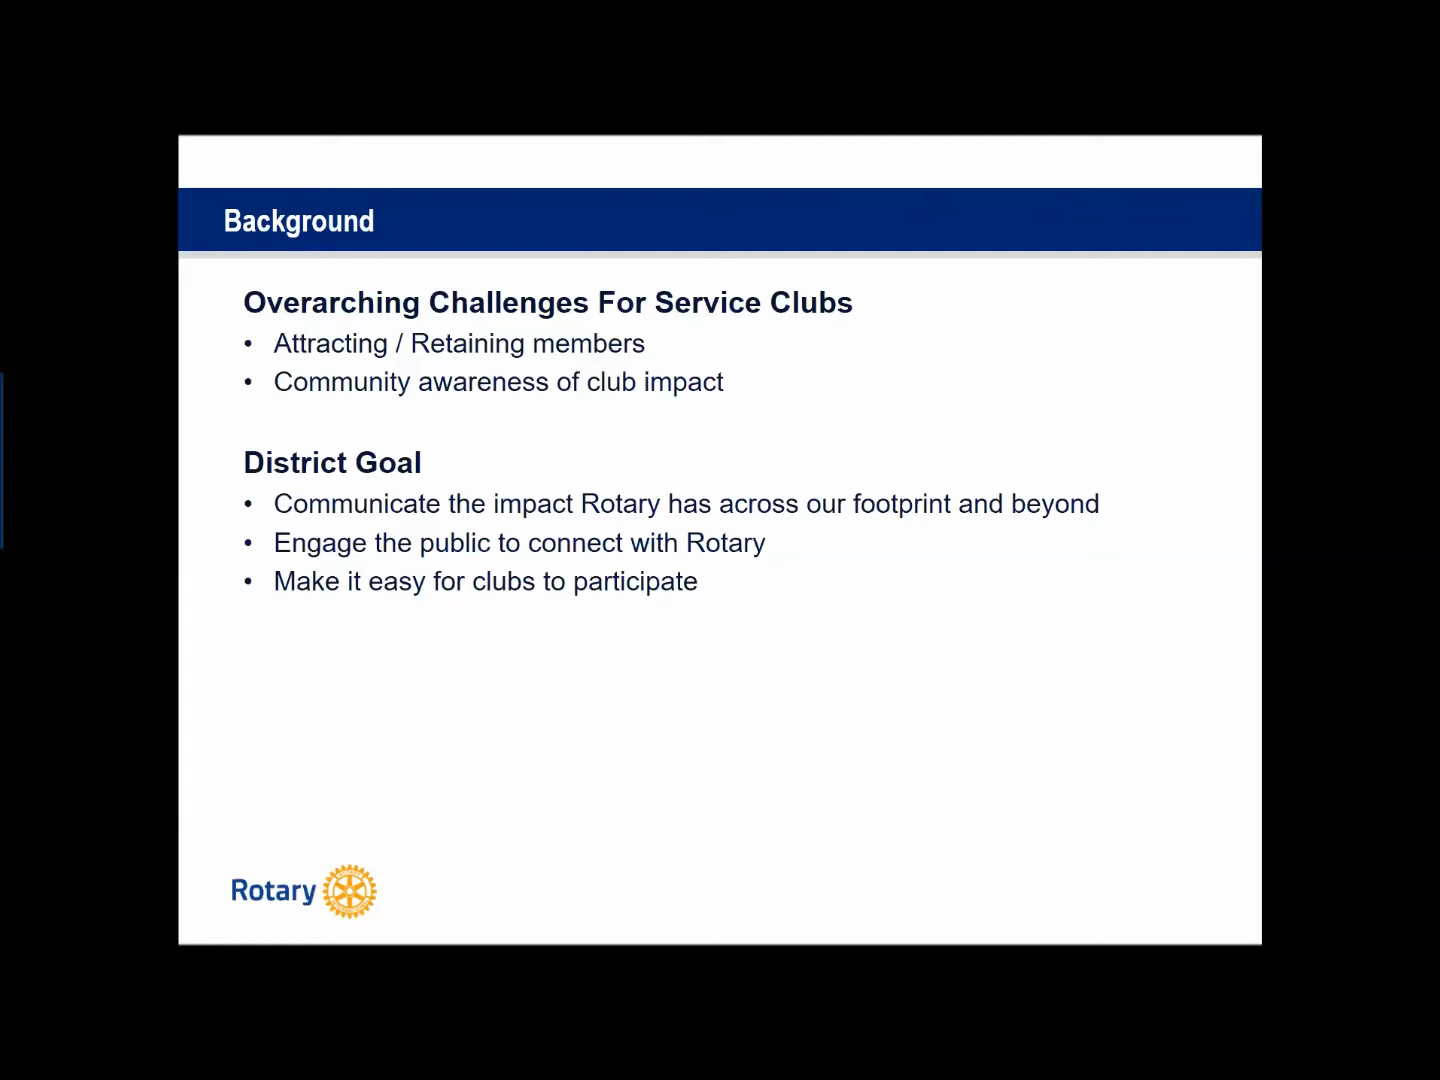 Background
Overarching Challenges For Service Clubs
• Attracting / Retaining members
• Community awareness of club impact
District Goal
• Communicate the impact Rotary has across our footprint and beyond
• Engage the public to connect with Rotary
• Make it easy for clubs to participate
Rotary